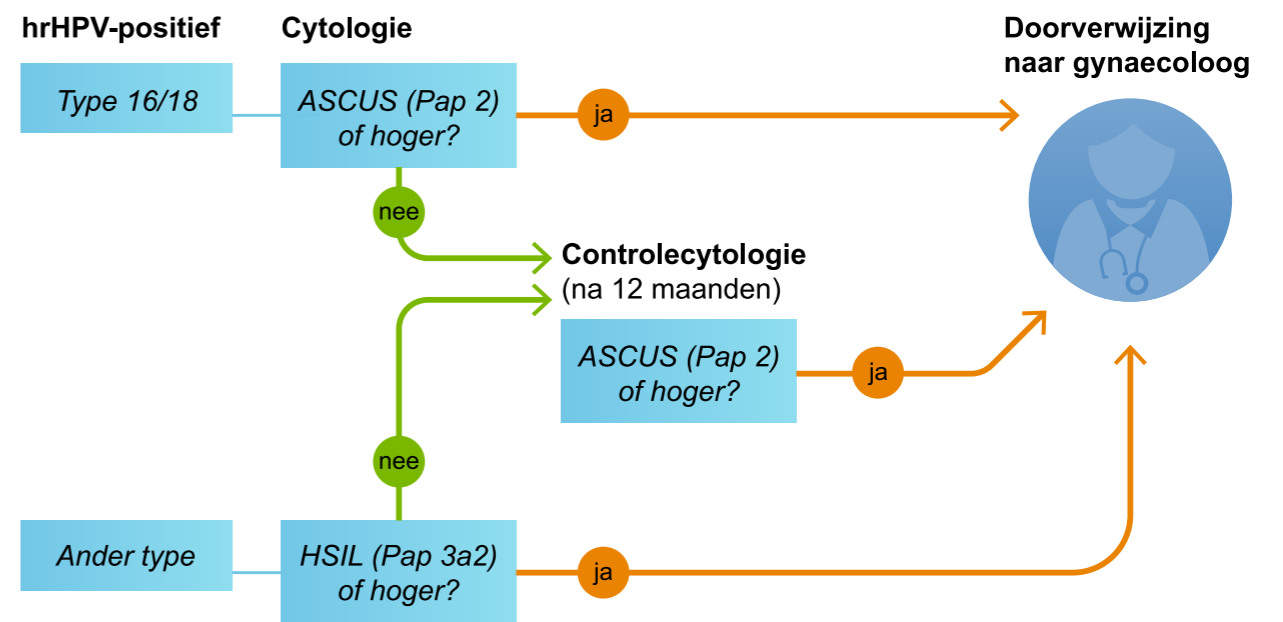 hrHPV-positief
Cytologie
Doorverwijzing
naar gynaecoloog
Type 16/18
ASCUS (Pap 2)
of hoger?
ja
nee
Controlecytologie
(na 12 maanden)
ASCUS (Pap 2)
of hoger?
ja
nee
Ander type
HSIL (Pap 3a2)
of hoger?
ja